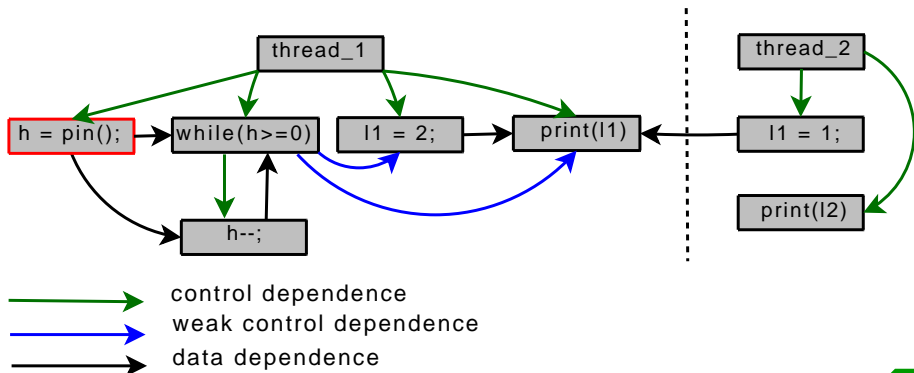 thread_1
thread_2
h = pin();
while(h>=0)
l1 = 2;
print(l1)
l1 = 1;
h--;
print(l2)
control dependence
weak control dependence
data dependence